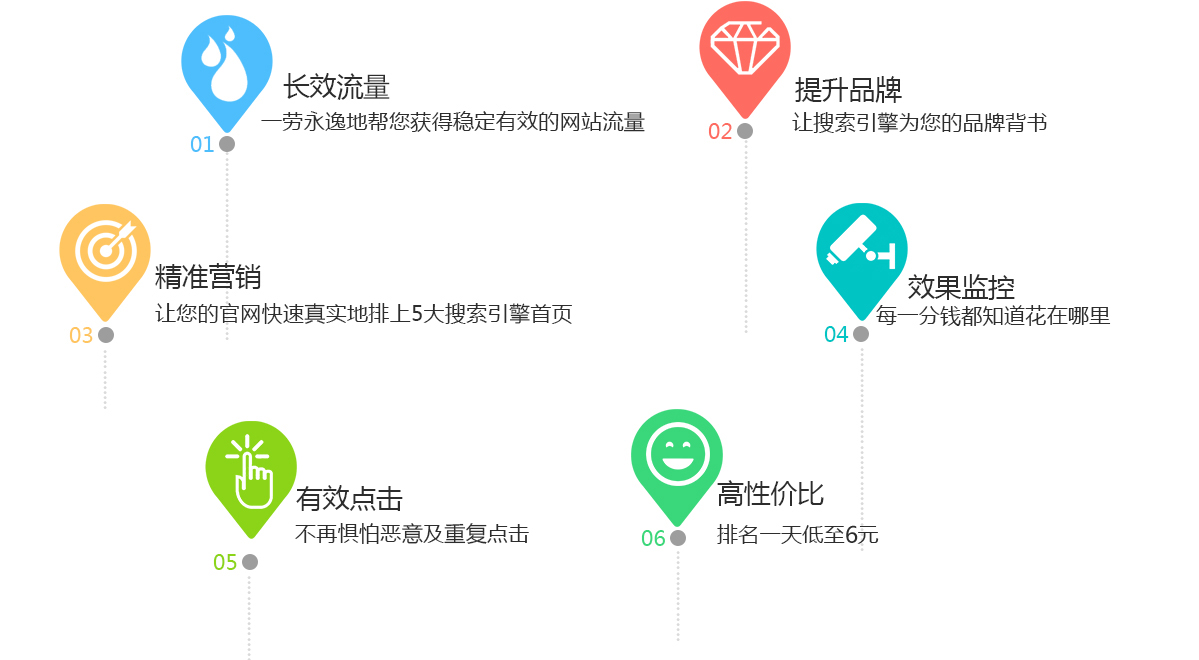 长效流量
一劳永逸地帮您获得稳定有效的网站流量
01
提升品牌
让搜索引擎为您的品牌背书
02
精准营销
让您的官网快速真实地排上5大搜索引擎首页
03
效果监控
每一分钱都知道花在哪里
04
有效点击
不再惧怕恶意及重复点击
05
高性价比
排名一天低至6元
06